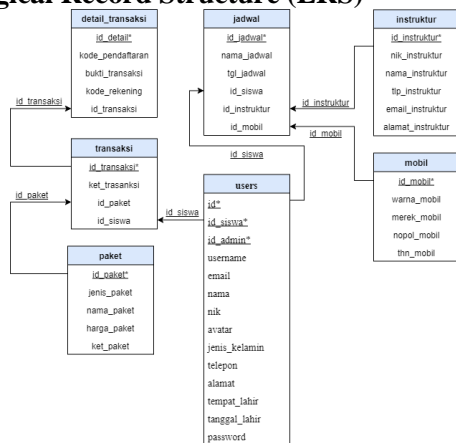 gical Record Structure (LRS)
detail_transaksi
id_detail*
kode_pendaftaran
bukti_transaksi
kode_rekening
id_transaksi
jadwal
id_jadwal*
nama_jadwal
tgl_jadwal
id_siswa
id_instruktur
id_mobil
instruktur
id_instruktur*
nik_instruktur
nama_instruktur
tlp_instruktur
email_instruktur
alamat_instruktur
id_transaksi
id_instruktur
id_mobil
id_siswa
transaksi
id_transaksi*
ket_trasanksi
id_paket
id_siswa
id_paket
id_siswa
users
id*
id_siswa*
id_admin*
username
email
nama
nik
avatar
jenis_kelamin
telepon
alamat
tempat_lahir
tanggal_lahir
password
mobil
id_mobil*
warna_mobil
merek_mobil
nopol_mobil
thn_mobil
paket
id_paket*
jenis_paket
nama_paket
harga_paket
ket_paket